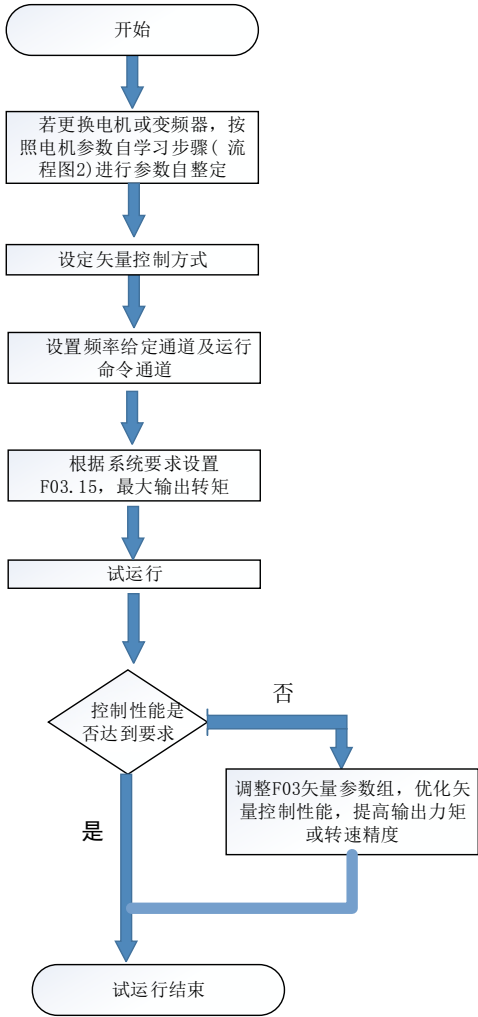 开始
若更换电机或变频器，按
照电机参数自学习步骤( 流
程图2)进行参数自整定
设定矢量控制方式
设置频率给定通道及运行
命令通道
根据系统要求设置
F03.15，最大输出转矩
试运行
控制性能是
否达到要求
否
调整F03矢量参数组，优化矢
量控制性能，提高输出力矩
或转速精度
是
试运行结束